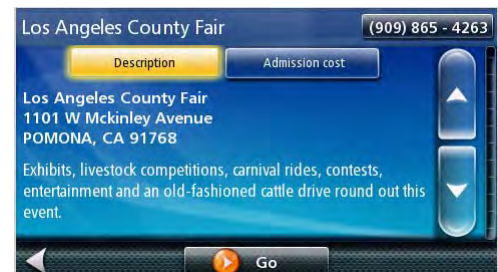 Los Angeles County Fair (909) 865 - 4263
Description Admission cost
Los Angeles County Fair
1101 W Mckinley Avenue
POMONA, CA 91768
Exhibits, livestock competitions, carnival rides, contests,
entertainment and an old-fashioned cattle drive round out this
event.
Go